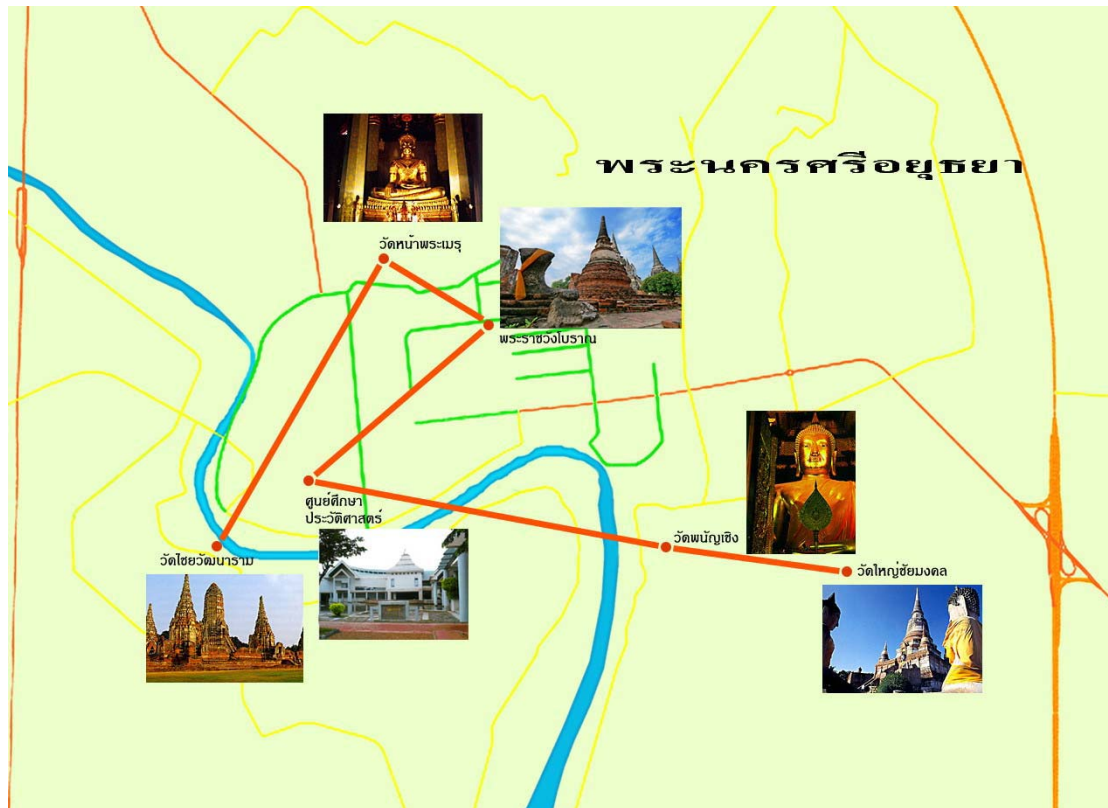 พระนครศรีอยุธยา
วัดหน้าพระเมรุ
พระราชวังโบราณ
ศูนย์ศึกษา
ประวัติศาสตร์
วัดพนัญเชิง
วัดไชยวัฒนาราม
วัดใหญ่ชัยมงคล